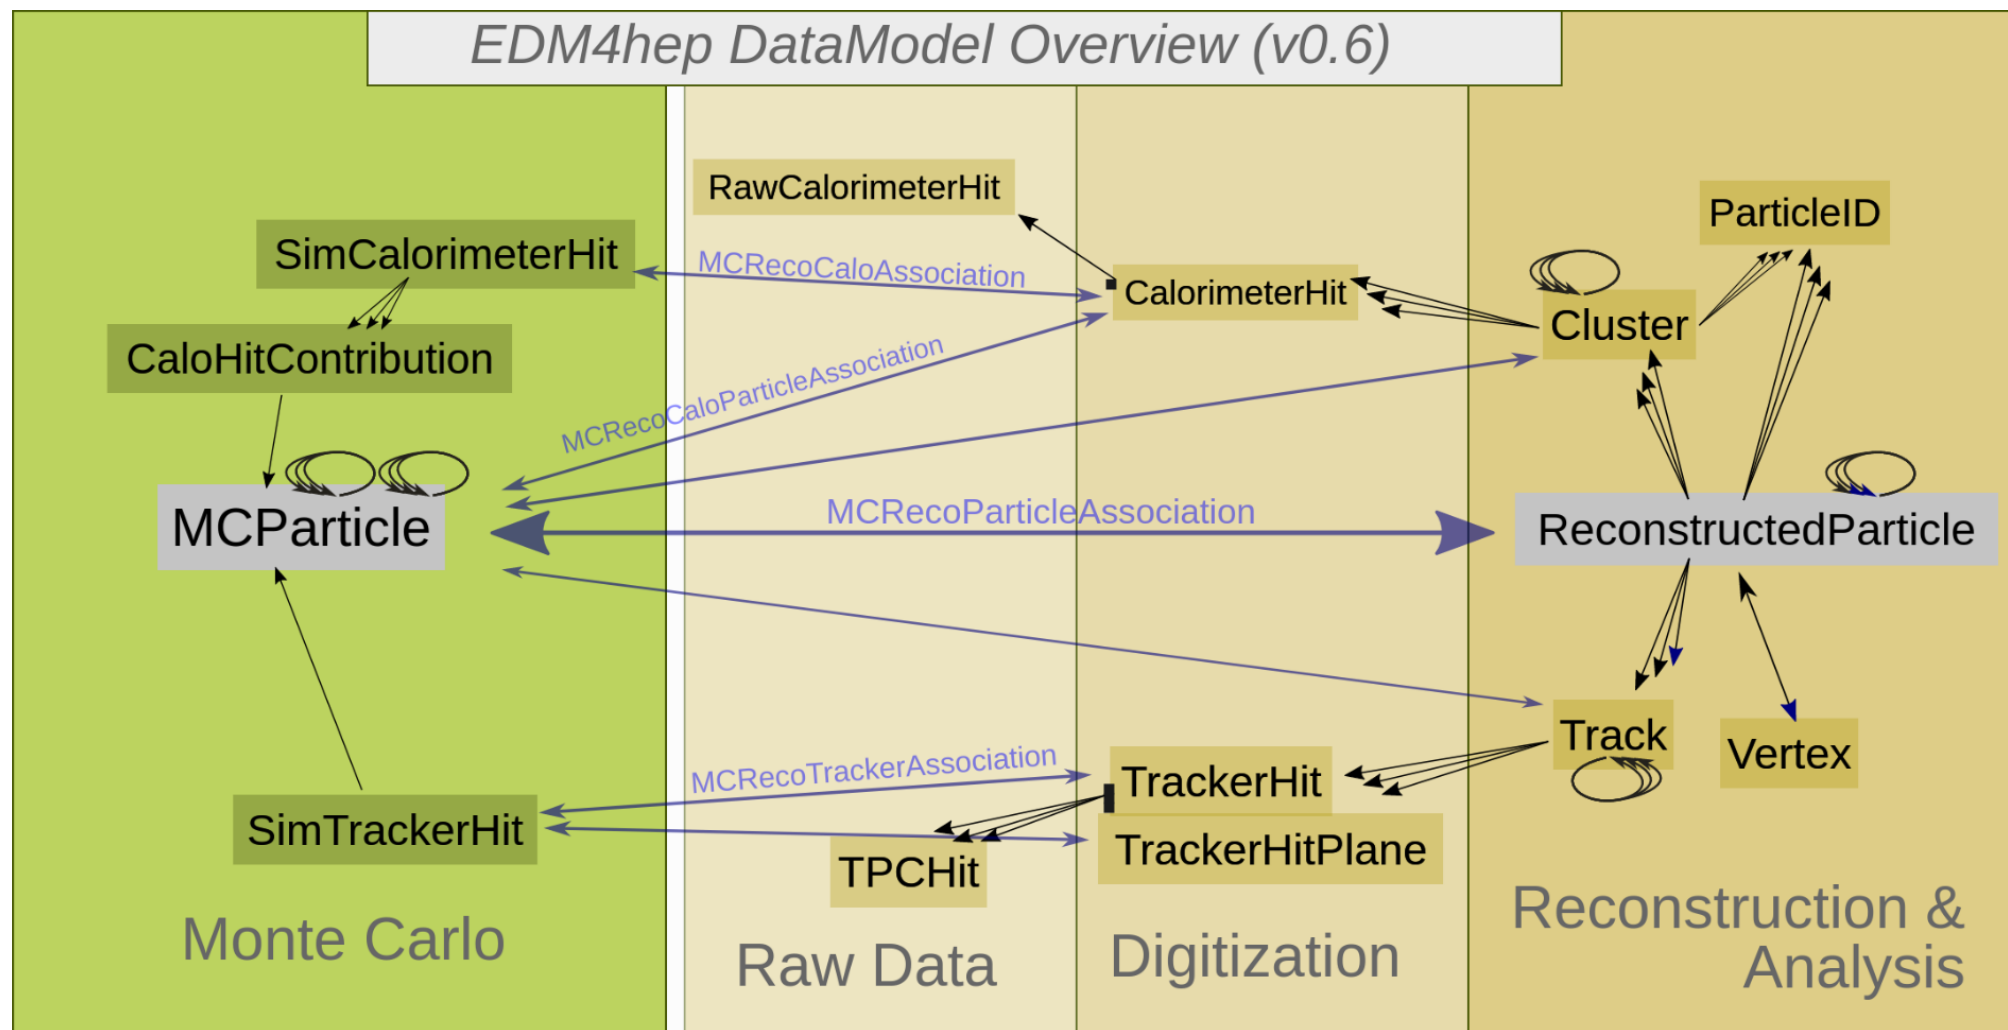 EDM4hep DataModel Overview (v0.6)
RawCalorimeterHit
ParticleID
SimCalorimeterHit
MCRecoCaloAssociation
CalorimeterHit
Cluster
CaloHitContribution
MCRecoCaloParticleAssociation
MCParticle
MCRecoParticleAssociation
ReconstructedParticle
Track
Vertex
MCRecoTrackerAssociation
TrackerHit
SimTrackerHit
TrackerHitPlane
TPCHit
Monte Carlo
Raw Data
Digitization
Reconstruction &
Analysis